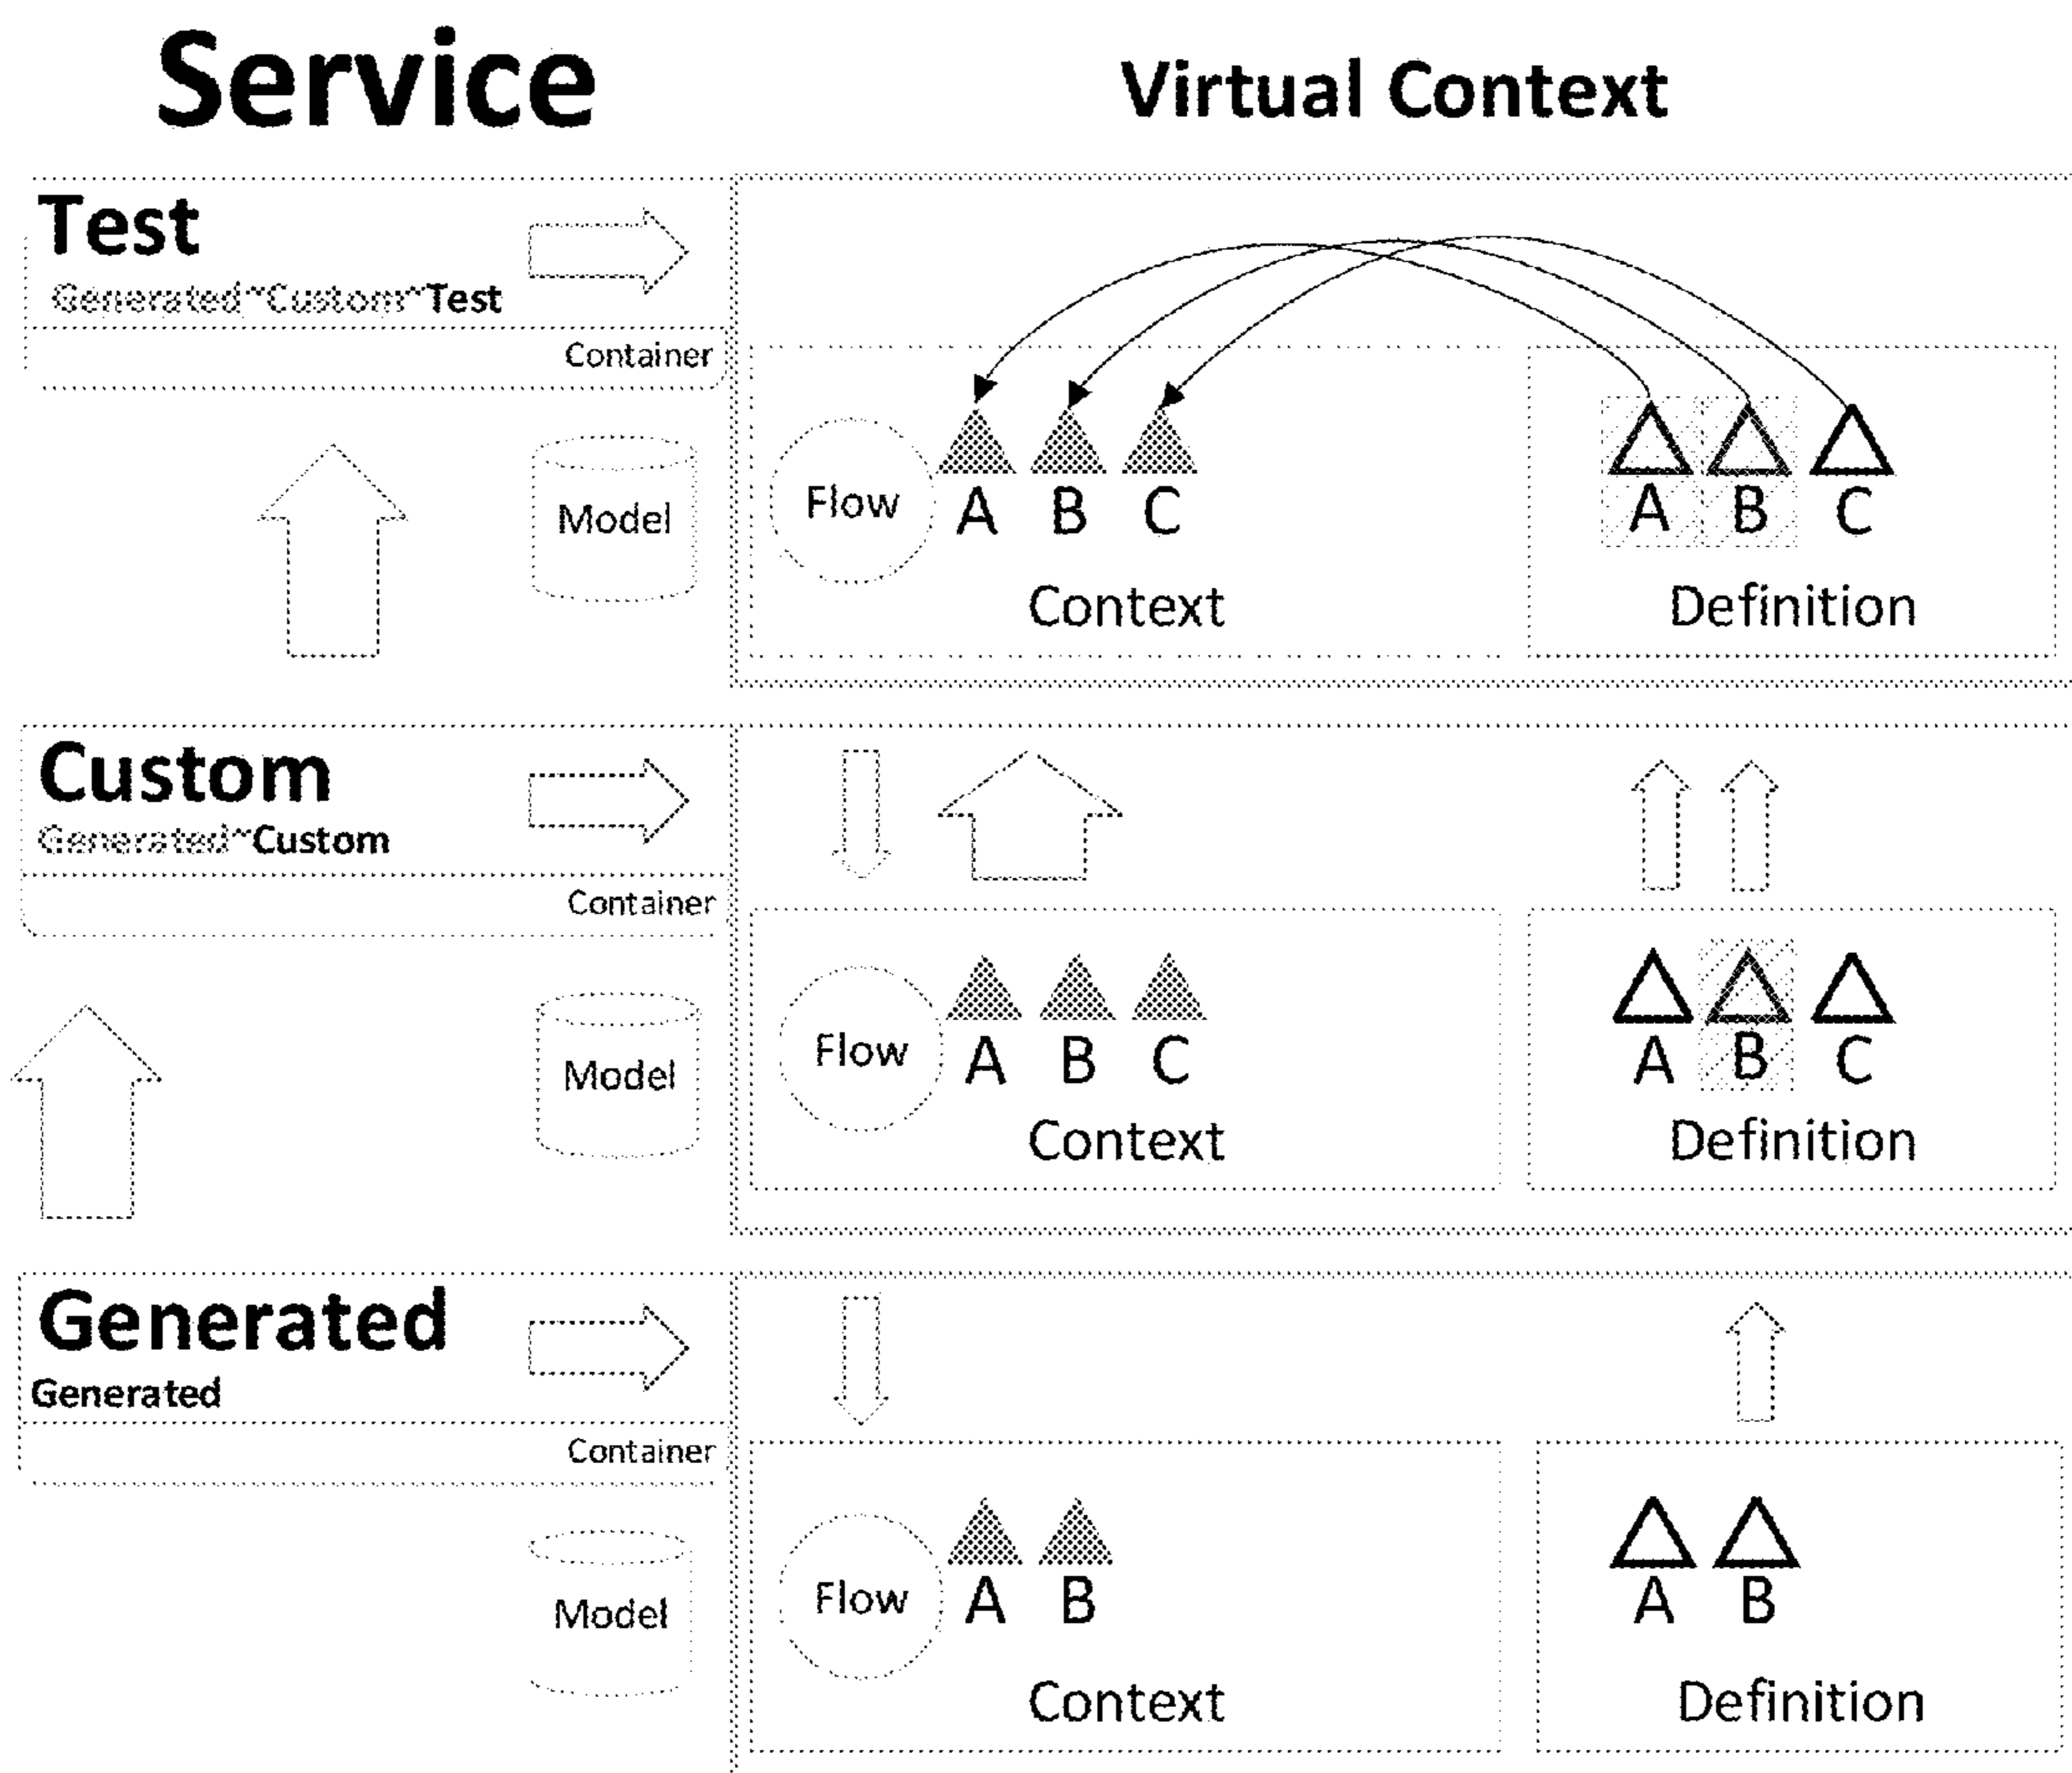 Service
Virtual Context
Test
Generated~Custom~Test
Container
Model
Flow
A B C
Context
A B C
Definition
Custom
Generated~Custom
Container
Model
Flow
A B C
Context
A B C
Definition
Generated
Generated
Container
Model
Flow
A B
Context
A B
Definition